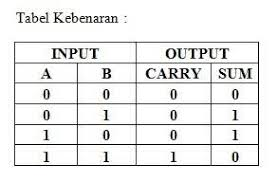 Tabel Kebenaran :
INPUT OUTPUT
A B CARRY SUM
0 0 0 0
0 1 0 1
1 0 0 1
1 1 1 0